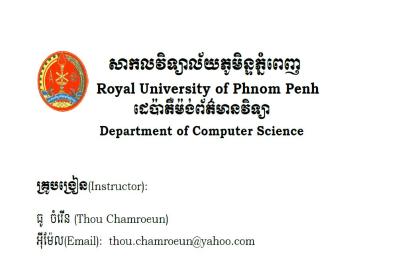 សាកលវិទ្យាល័យភូមិន្ទភ្នំពេញ
Royal University of Phnom Penh
ដេប៉ាតឺម៉ង់ព័ត៌មានវិទ្យា
Department of Computer Science
គ្រូបង្រៀន(Instructor):
ធូ ចំរើន (Thou Chamroeun)
អ៊ីម៉ែល(Email): thou.chamroeun@yahoo.com